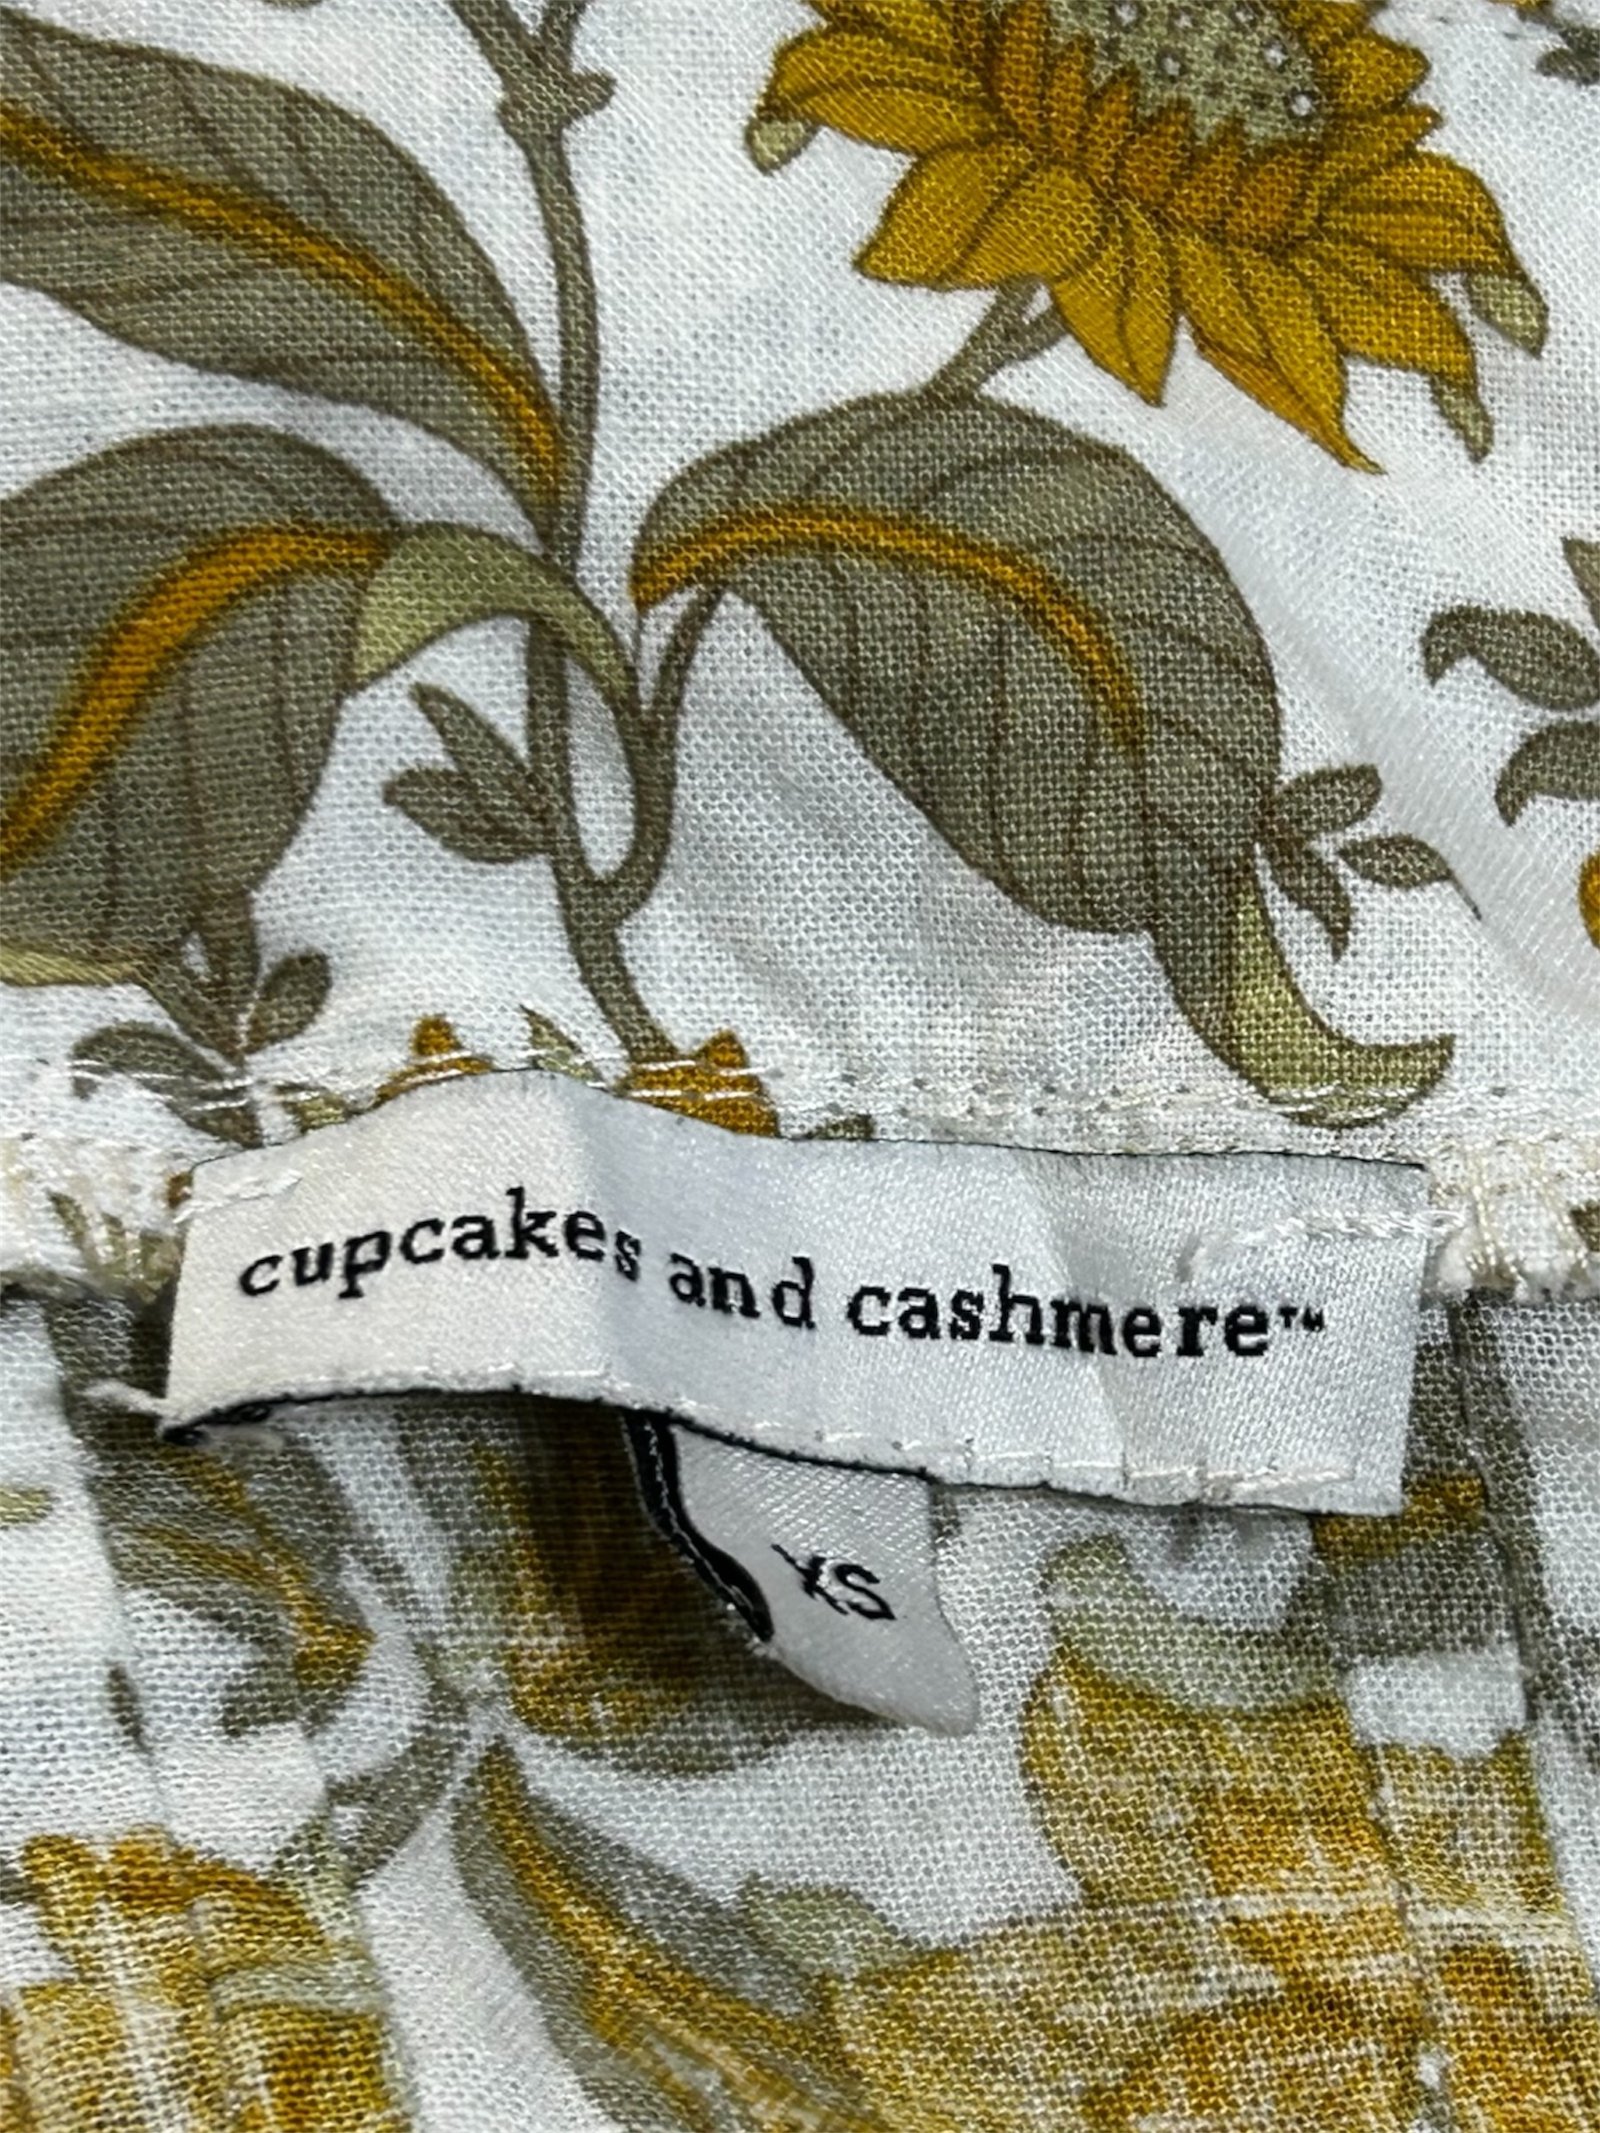 cupcakes and cashmere™
XS